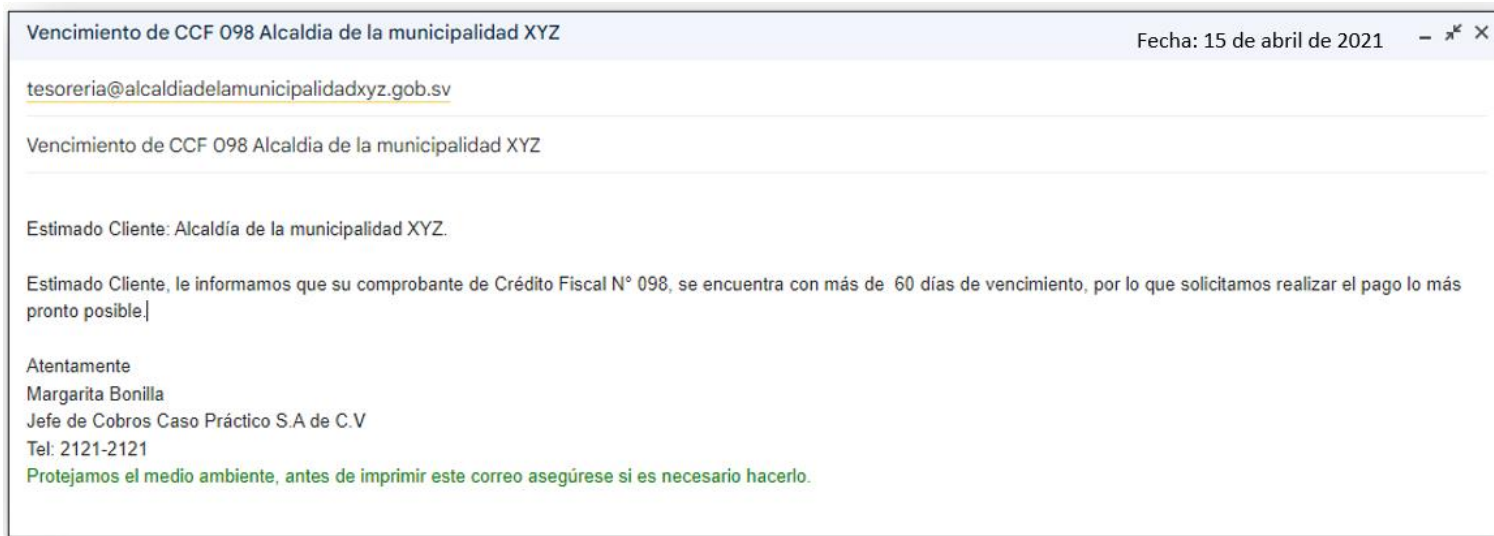 Vencimiento de CCF 098 Alcaldia de la municipalidad XYZ
Fecha: 15 de abril de 2021
tesoreria@alcaldiadelamunicipalidadxyz.gob.sv
Vencimiento de CCF 098 Alcaldia de la municipalidad XYZ
Estimado Cliente: Alcaldía de la municipalidad XYZ.
Estimado Cliente, le informamos que su comprobante de Crédito Fiscal N° 098, se encuentra con más de 60 días de vencimiento, por lo que solicitamos realizar el pago lo más
pronto posible.
Atentamente
Margarita Bonilla
Jefe de Cobros Caso Práctico S.A de C.V
Tel: 2121-2121
Protejamos el medio ambiente, antes de imprimir este correo asegúrese si es necesario hacerlo.